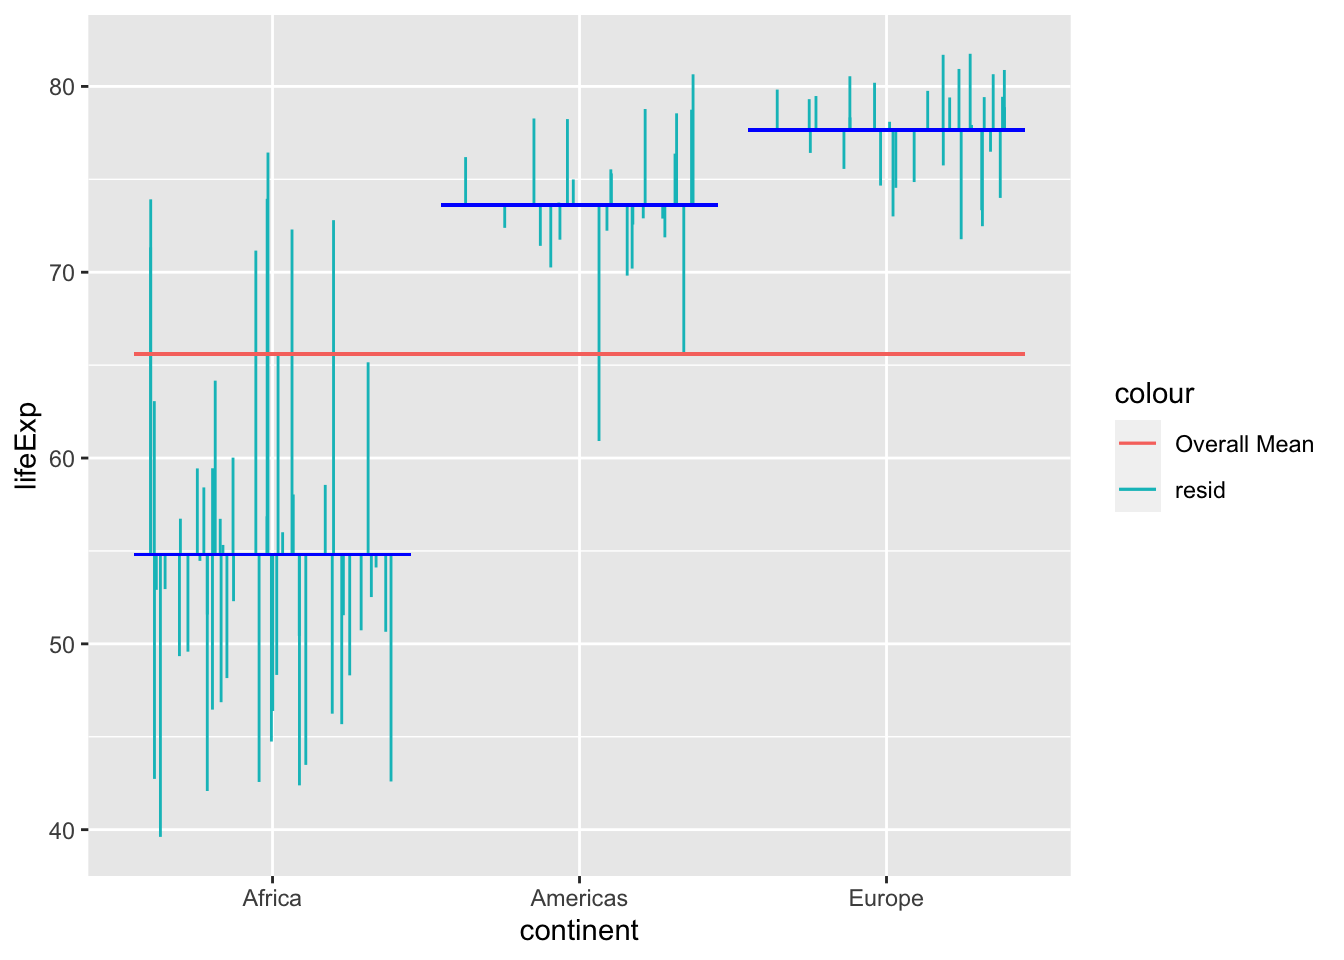 80
70
60
50
40
lifeExp
Africa
Americas
Europe
continent
colour
Overall Mean
resid